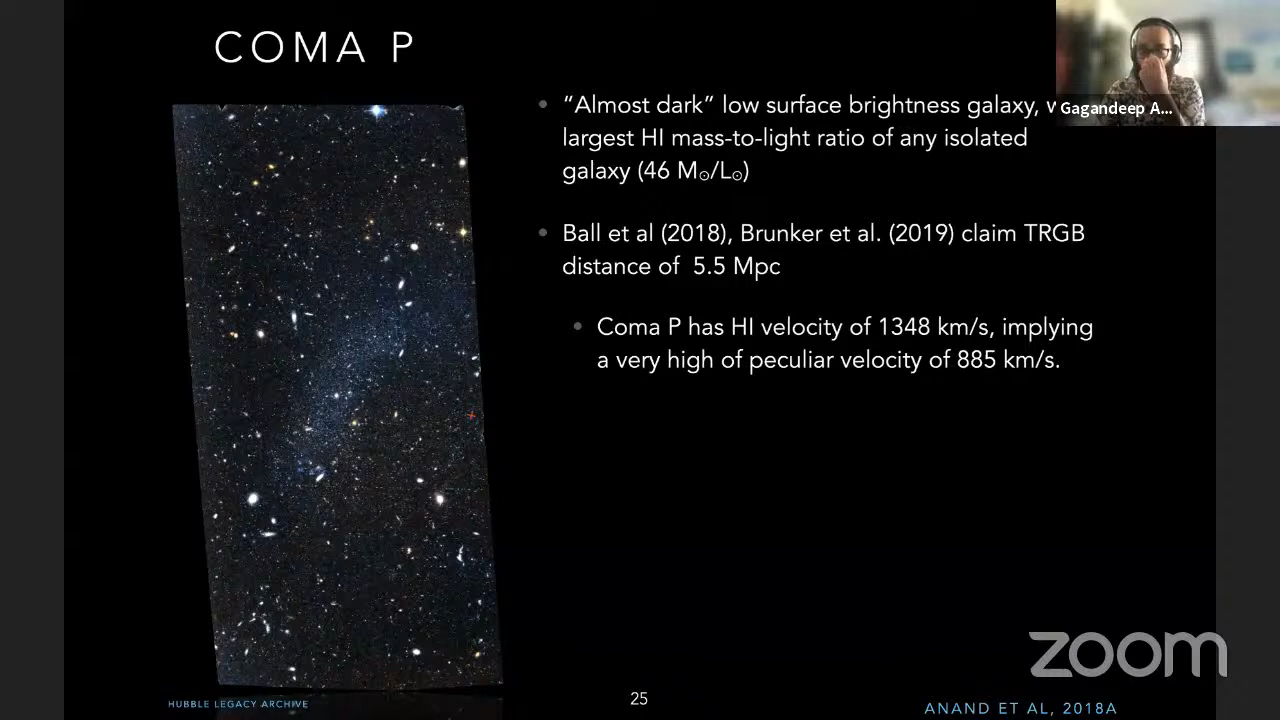 COMA P
• "Almost dark" low surface brightness galaxy,
largest HI mass-to-light ratio of any isolated
galaxy (46 M☉/L☉)
• Ball et al (2018), Brunker et al. (2019) claim TRGB
distance of 5.5 Mpc
• Coma P has HI velocity of 1348 km/s, implying
a very high of peculiar velocity of 885 km/s.
Gagandeep A...
zoom
HUBBLE LEGACY ARCHIVE
25
ANAND ET AL, 2018A